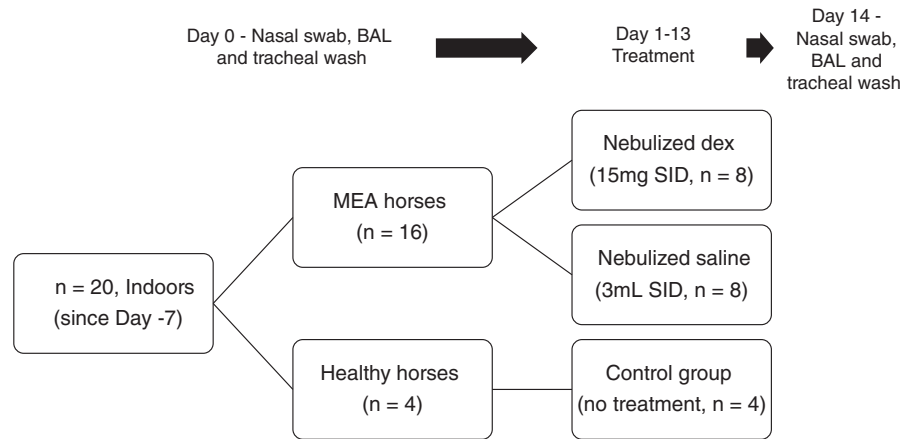 Day 0 - Nasal swab, BAL
and tracheal wash
Day 1-13
Treatment
Day 14 -
Nasal swab,
BAL and
tracheal wash
n = 20, Indoors
(since Day -7)
MEA horses
(n = 16)
Healthy horses
(n = 4)
Nebulized dex
(15mg SID, n = 8)
Nebulized saline
(3mL SID, n = 8)
Control group
(no treatment, n = 4)